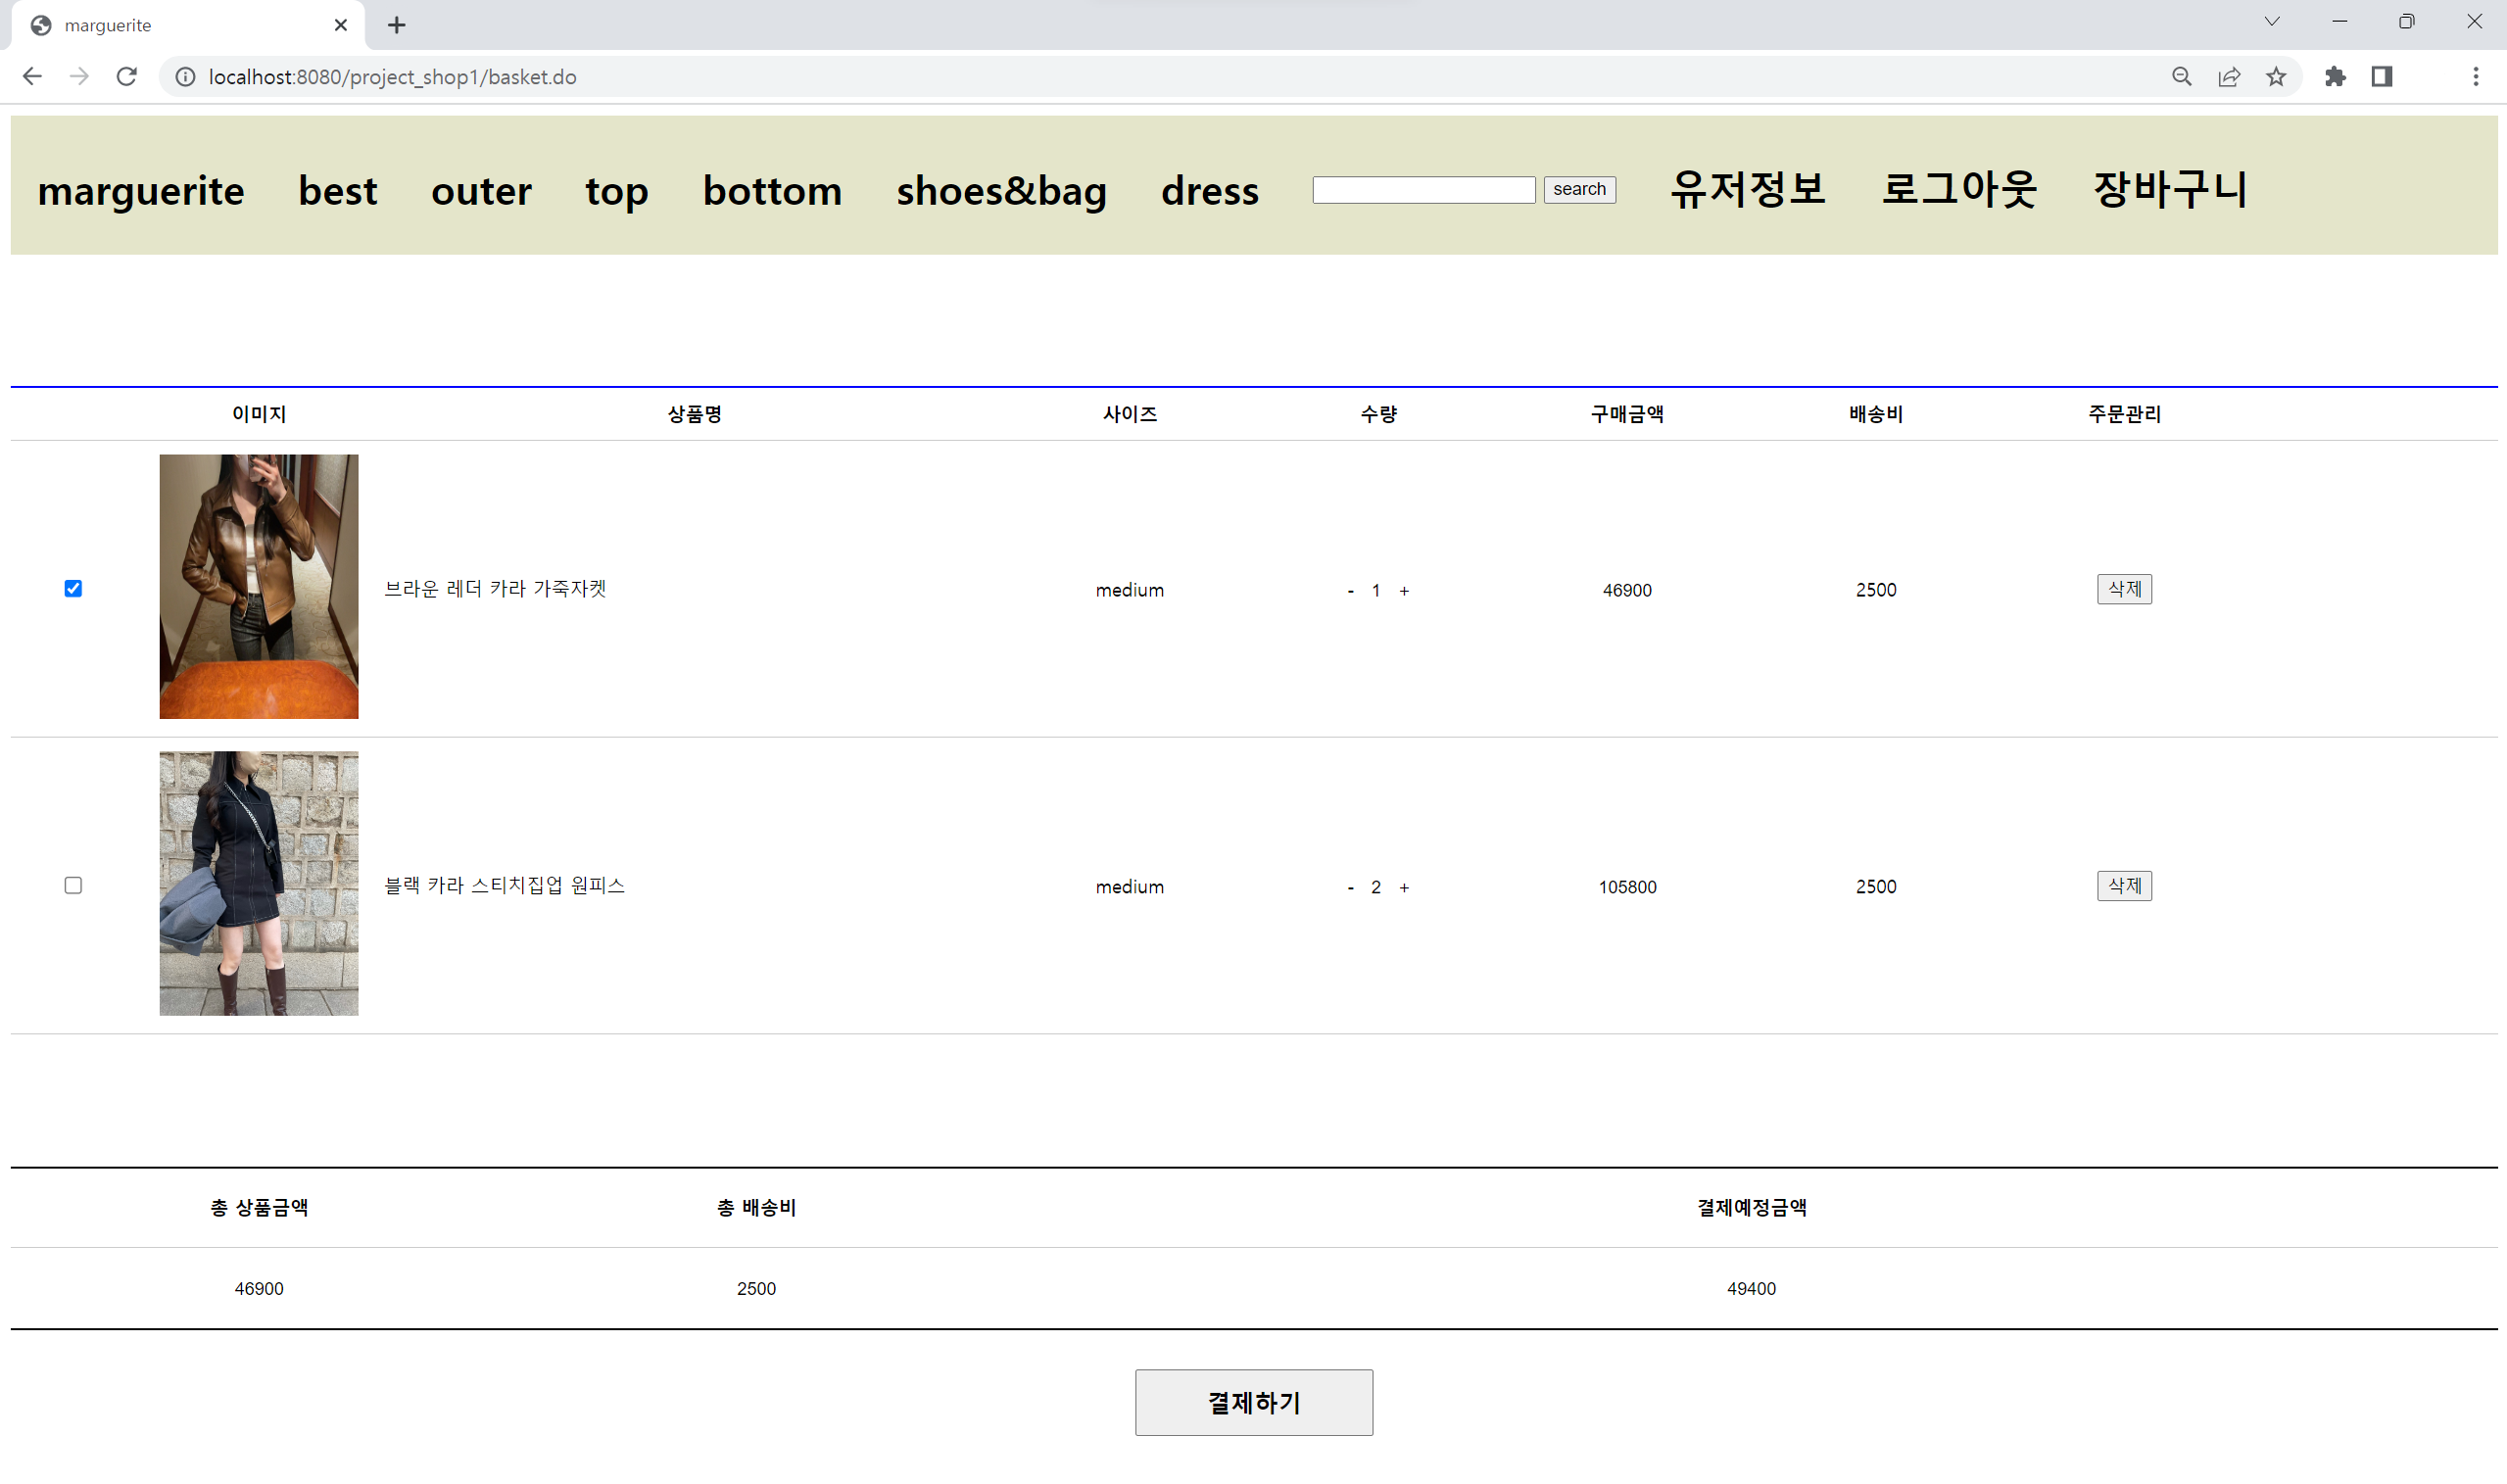 marguerite
localhost:8080/project_shop1/basket.do
marguerite best outer top bottom shoes&bag dress search 유저정보 로그아웃 장바구니
이미지 상품명 사이즈 수량 구매금액 배송비 주문관리
브라운 레더 카라 가죽자켓 medium - 1 + 46900 2500 삭제
블랙 카라 스티치집업 원피스 medium - 2 + 105800 2500 삭제
총 상품금액 총 배송비 결제예정금액
46900 2500 49400
결제하기